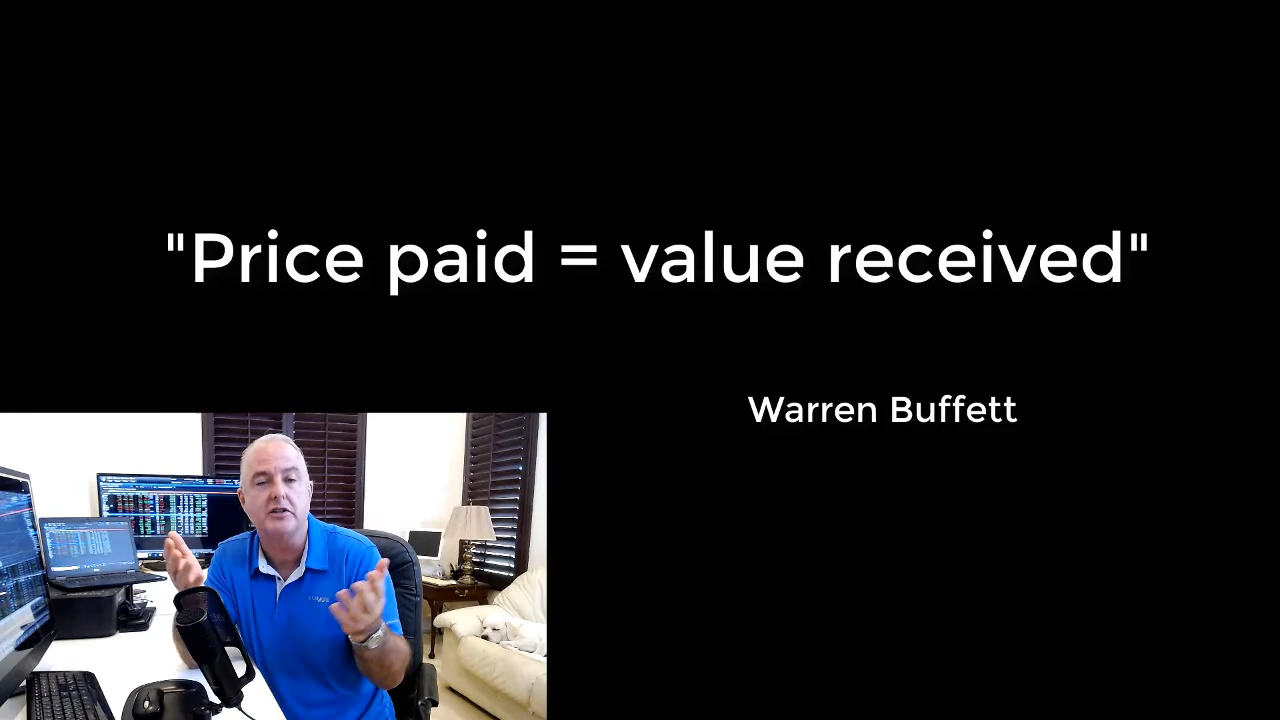 "Price paid = value received"
Warren Buffett